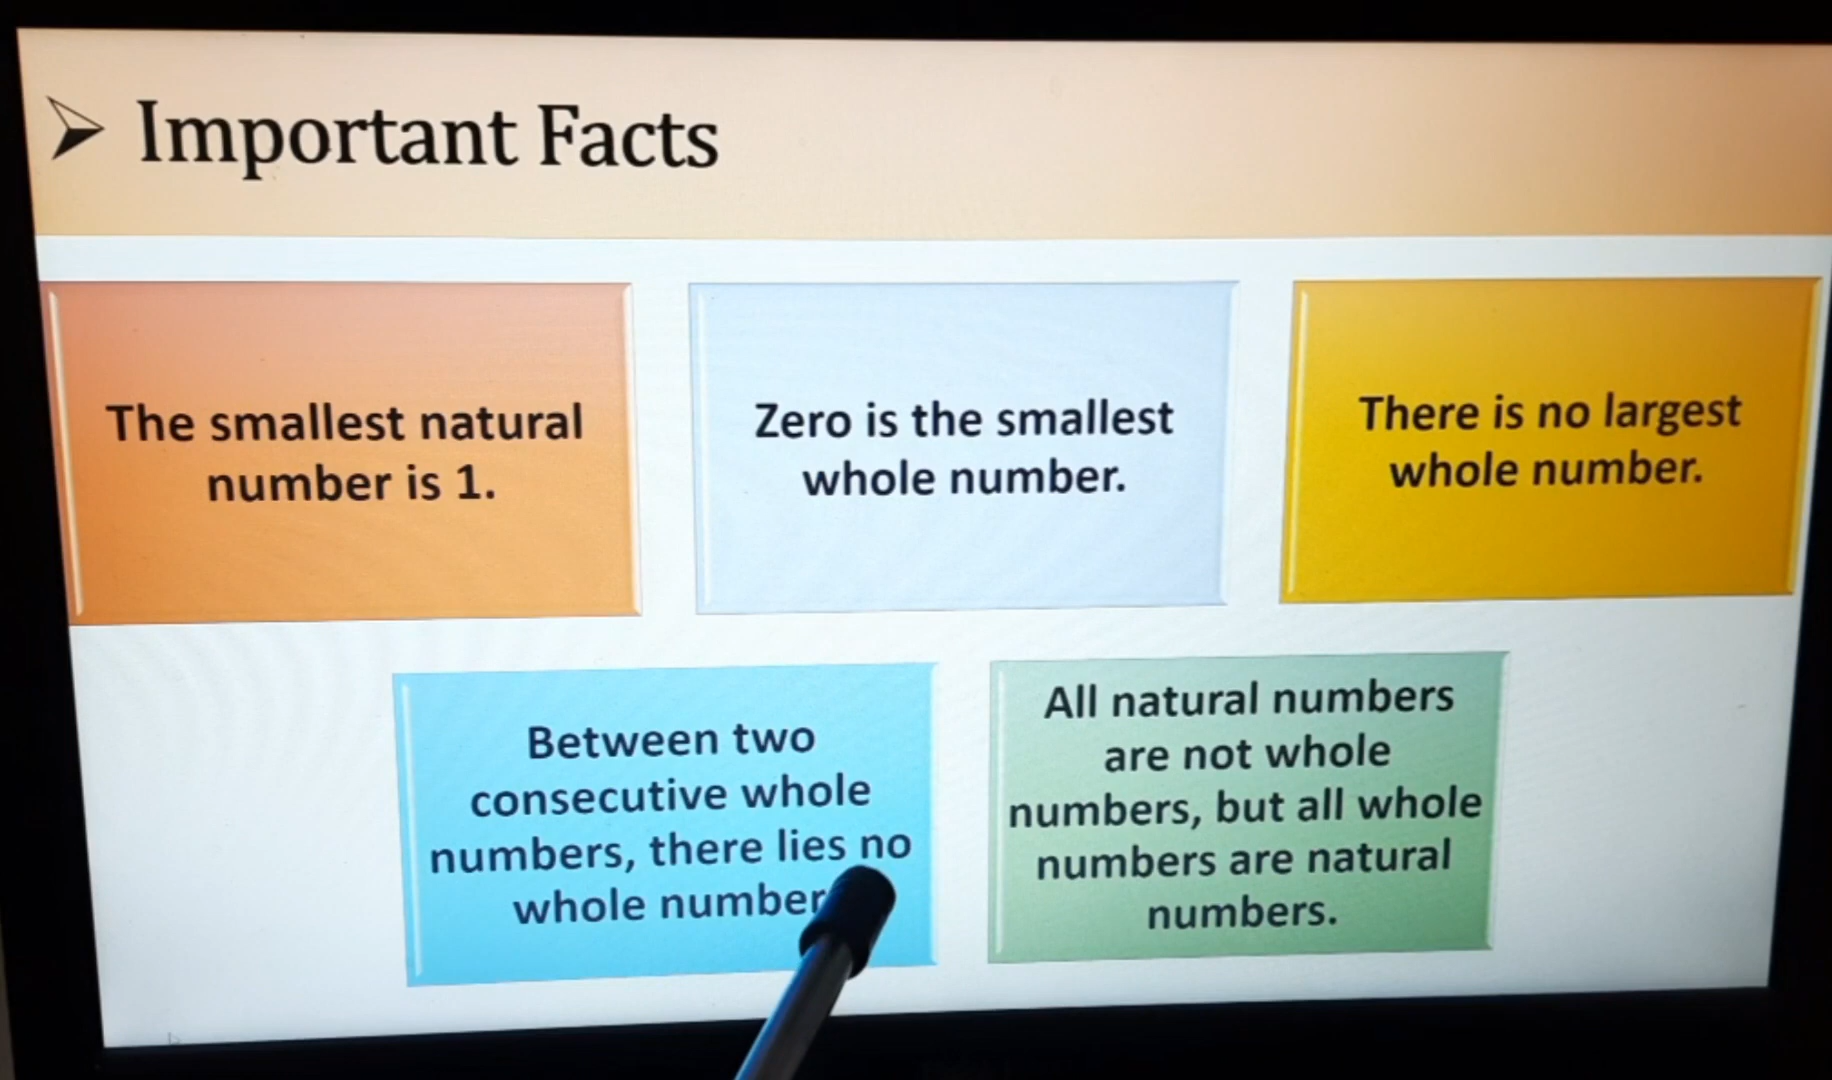 Important Facts
The smallest natural
number is 1.
Zero is the smallest
whole number.
There is no largest
whole number.
Between two
consecutive whole
numbers, there lies no
whole number
All natural numbers
are not whole
numbers, but all whole
numbers are natural
numbers.